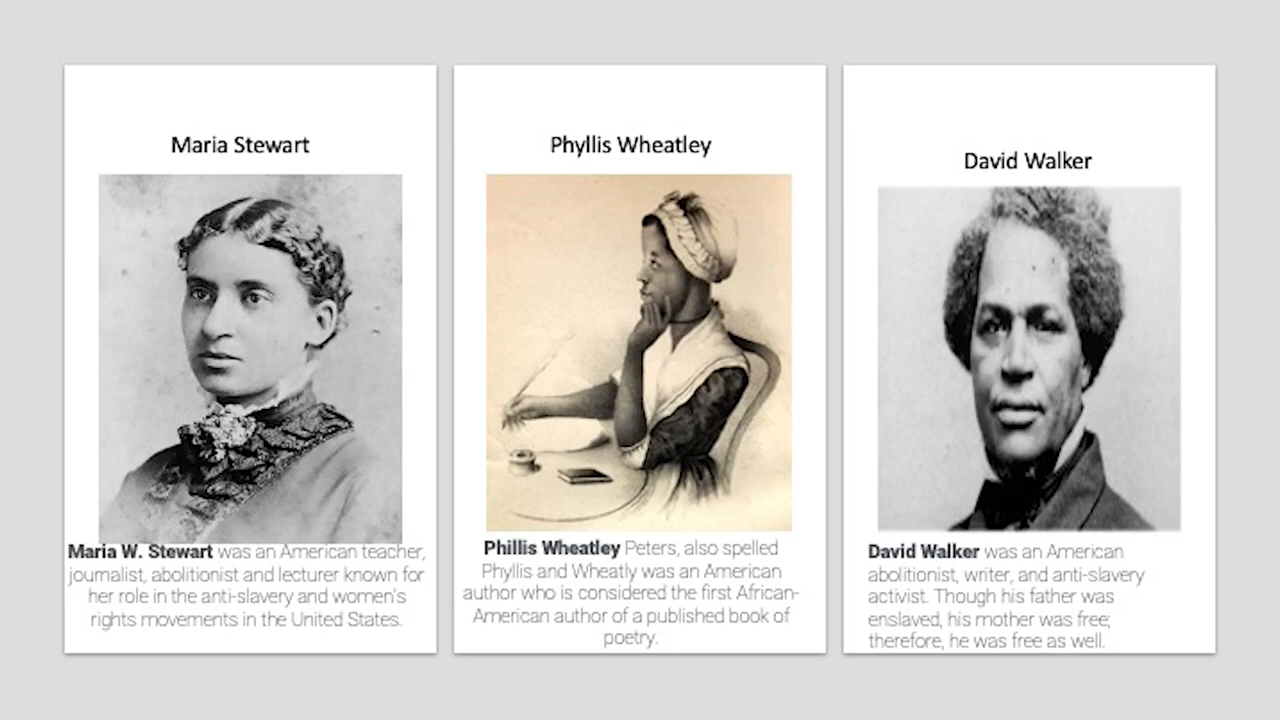 Maria Stewart
Maria W. Stewart was an American teacher,
journalist, abolitionist and lecturer known for
her role in the anti-slavery and women's
rights movements in the United States.
Phyllis Wheatley
Phillis Wheatley Peters, also spelled
Phyllis and Wheatly was an American
author who is considered the first African-
American author of a published book of
poetry.
David Walker
David Walker was an American
abolitionist, writer, and anti-slavery
activist. Though his father was
enslaved, his mother was free;
therefore, he was free as well.